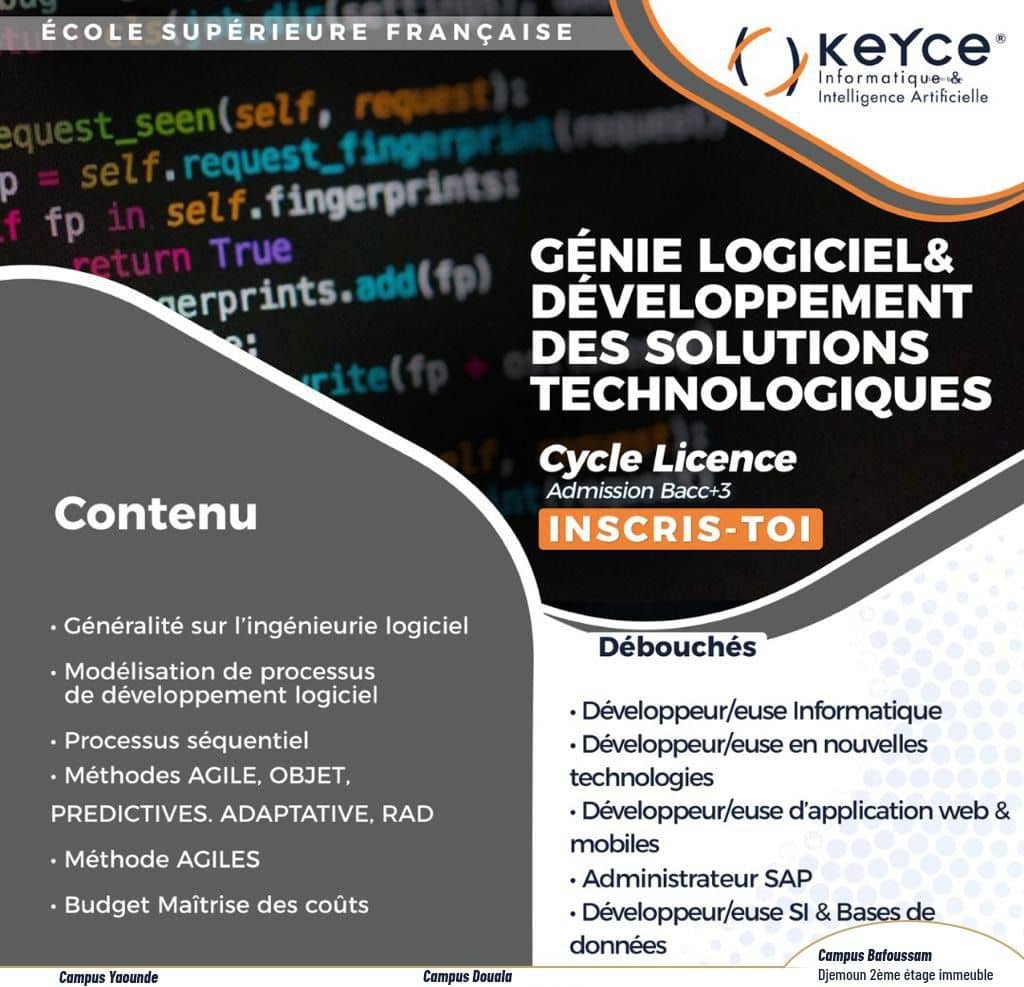 ÉCOLE SUPÉRIEURE FRANÇAISE
KEYCE®
Informatique &
Intelligence Artificielle
request_seen(self, request):
fp = self.request_fingerprint(request)
if fp in self.fingerprints:
return True
fingerprints.add(fp)
write(fp +
GÉNIE LOGICIEL&
DÉVELOPPEMENT
DES SOLUTIONS
TECHNOLOGIQUES
Cycle Licence
Admission Bacc+3
INSCRIS-TOI
Contenu
• Généralité sur l'ingénieurie logiciel
• Modélisation de processus
de développement logiciel
• Processus séquentiel
• Méthodes AGILE, OBJET,
PREDICTIVES. ADAPTATIVE, RAD
• Méthode AGILES
• Budget Maîtrise des coûts
Débouchés
• Développeur/euse Informatique
• Développeur/euse en nouvelles
technologies
• Développeur/euse d'application web &
mobiles
• Administrateur SAP
• Développeur/euse SI & Bases de
données
Campus Yaounde
Campus Douala
Campus Bafoussam
Djemoun 2ème étage immeuble